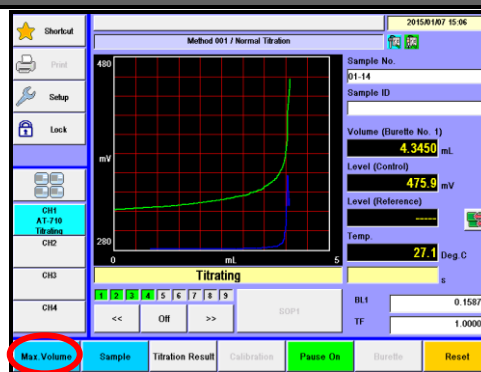 2015/01/07 15:06
Shortcut
Method 001 / Normal Titration
Print
Setup
Lock
480
mV
280
0
mL
5
Sample No.
01-14
Sample ID
Volume (Burette No. 1)
4.3450 mL
Level (Control)
475.9 mV
Level (Reference)
-----
Temp.
27.1 Deg.C
s
CH1
AT-710
Titrating
CH2
CH3
CH4
Titrating
1 2 3 4 5 6 7 8 9
<< Off >>
SOP1
BL1 0.1587
TF 1.0000
Max.Volume Sample Titration Result Calibration Pause On Burette Reset